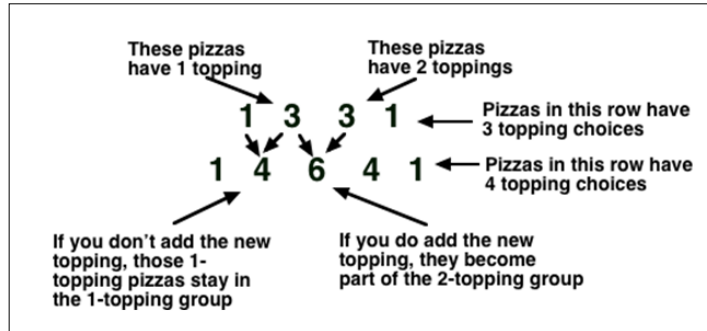 These pizzas
have 1 topping
These pizzas
have 2 toppings
1 3 3 1
Pizzas in this row have
3 topping choices
1 4 6 4 1
Pizzas in this row have
4 topping choices
If you don't add the new
topping, those 1-
topping pizzas stay in
the 1-topping group
If you do add the new
topping, they become
part of the 2-topping group